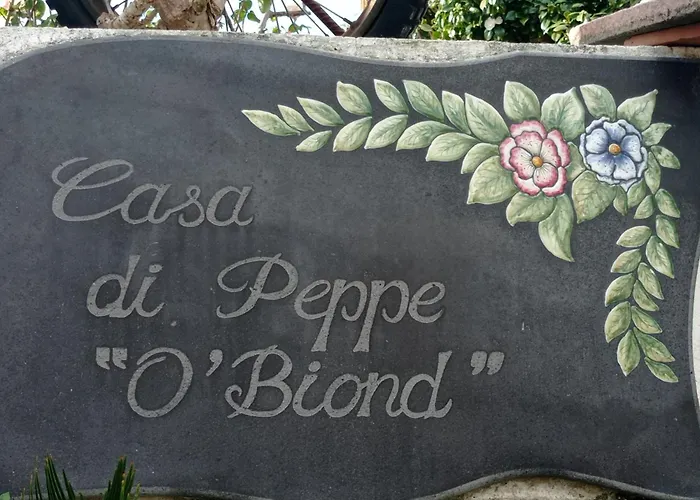 Casa
di Peppe
"O'Biond"